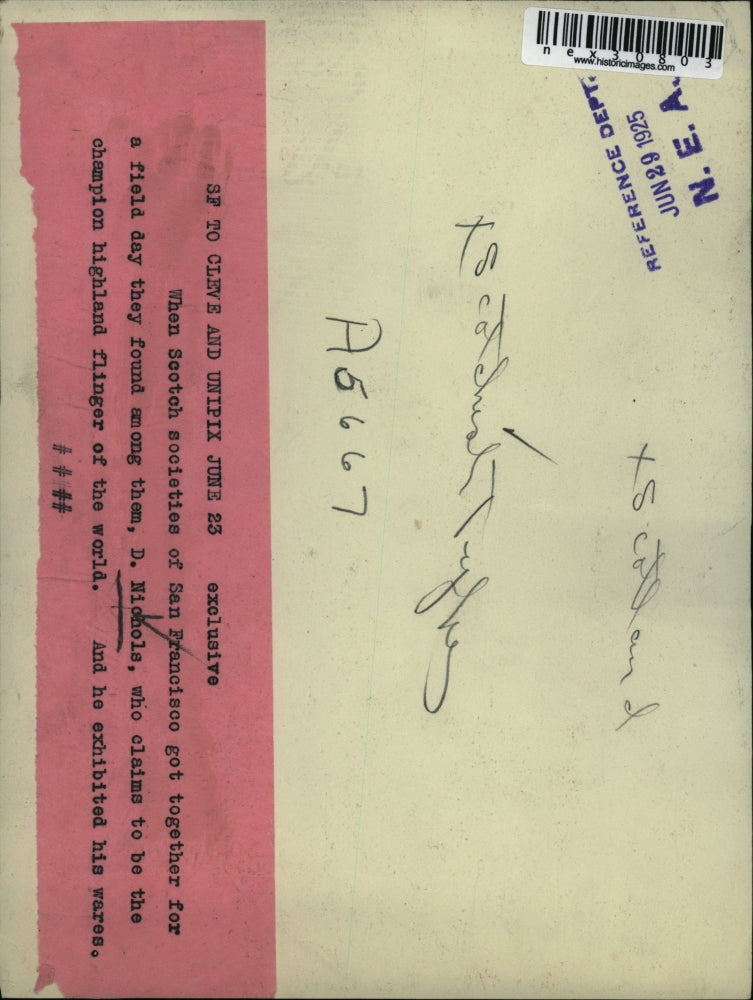 nex30803
www.historicimages.com
REFERENCE DEPT.
JUN 29 1925
N. E. A.
x Scotland
x Scotland
A5667
SF TO CLEVE AND UNIPIX JUNE 23 exclusive
When Scotch societies of San Francisco got together for
a field day they found among them, D. Nichols, who claims to be the
champion highland flinger of the world. And he exhibited his wares.
# # ##